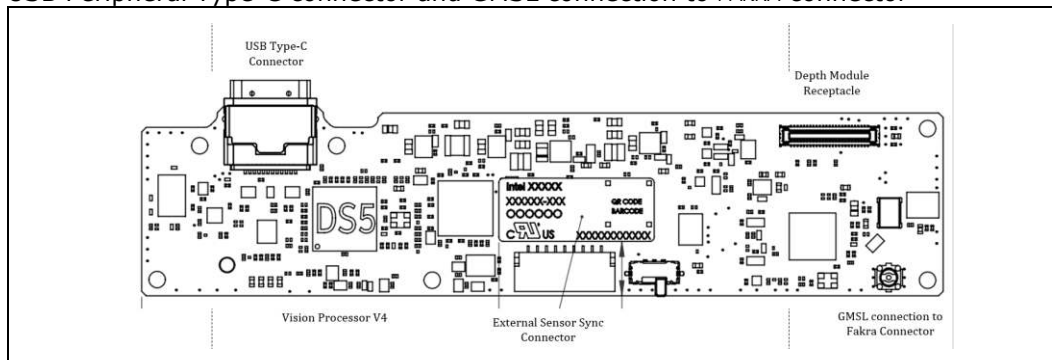 USB Peripheral Type-C connector and GMSL connection to FAKRA connector
USB Type-C
Connector
Depth Module
Receptacle
Intel XXXXX
XXXXXX-XXX
OOOOOO
QR CODE
BARCODE
C US
XXXXXXXXXXXXX
DS5
Vision Processor V4
External Sensor Sync
Connector
GMSL connection to
Fakra Connector